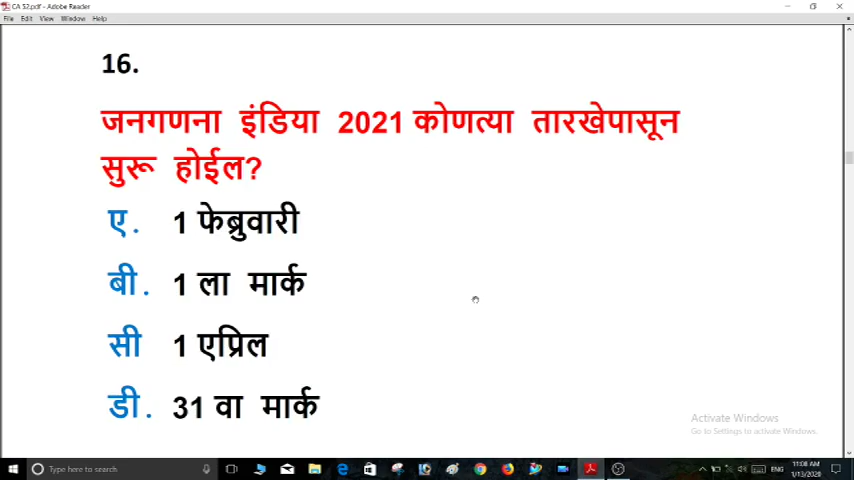 CA 52.pdf - Adobe Reader
File Edit View Window Help
16.
जनगणना इंडिया 2021 कोणत्या तारखेपासून
सुरू होईल?
ए. 1 फेब्रुवारी
बी. 1 ला मार्क
सी 1 एप्रिल
डी. 31 वा मार्क
Activate Windows
Go to Settings to activate Windows.
Type here to search
ENG
11:08 AM
1/13/2020